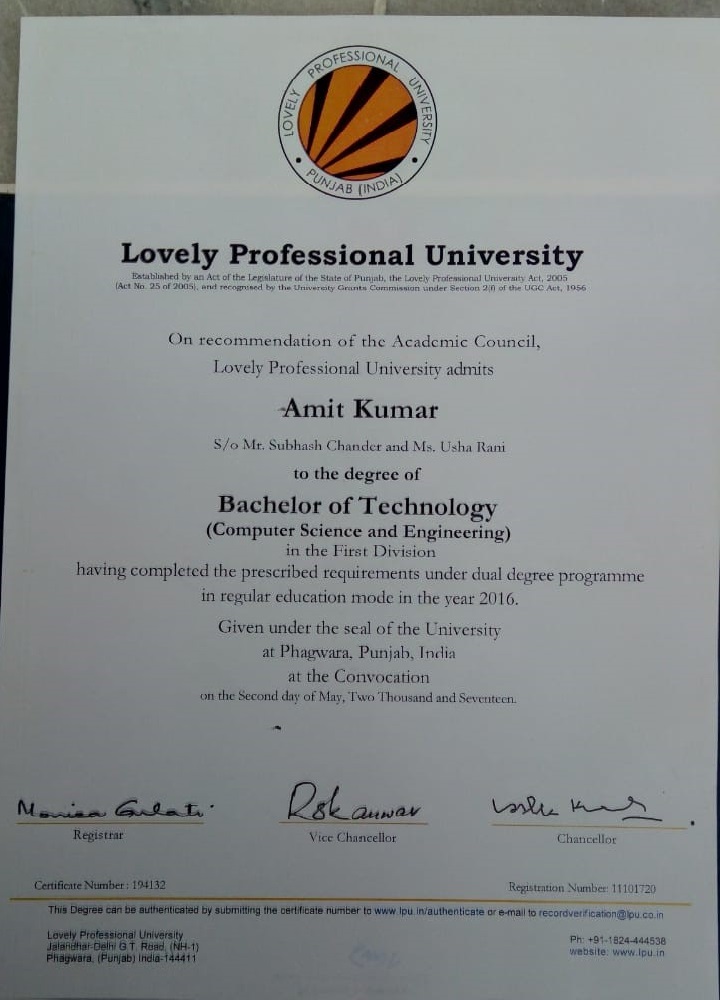 LOVELY PROFESSIONAL UNIVERSITY
PUNJAB (INDIA)
Lovely Professional University
Established by an Act of the Legislature of the State of Punjab, the Lovely Professional University Act, 2005
(Act No. 25 of 2005), and recognised by the University Grants Commission under Section 2(f) of the UGC Act, 1956
On recommendation of the Academic Council,
Lovely Professional University admits
Amit Kumar
S/o Mr. Subhash Chander and Ms. Usha Rani
to the degree of
Bachelor of Technology
(Computer Science and Engineering)
in the First Division
having completed the prescribed requirements under dual degree programme
in regular education mode in the year 2016.
Given under the seal of the University
at Phagwara, Punjab, India
at the Convocation
on the Second day of May, Two Thousand and Seventeen.
Monica Gulati
Registrar Vice Chancellor Chancellor
Certificate Number : 194132 Registration Number: 11101720
This Degree can be authenticated by submitting the certificate number to www.lpu.in/authenticate or e-mail to recordverification@lpu.co.in
Lovely Professional University
Jalandhar-Delhi G.T. Road, (NH-1)
Phagwara, (Punjab) India-144411
Ph: +91-1824-444538
website: www.lpu.in